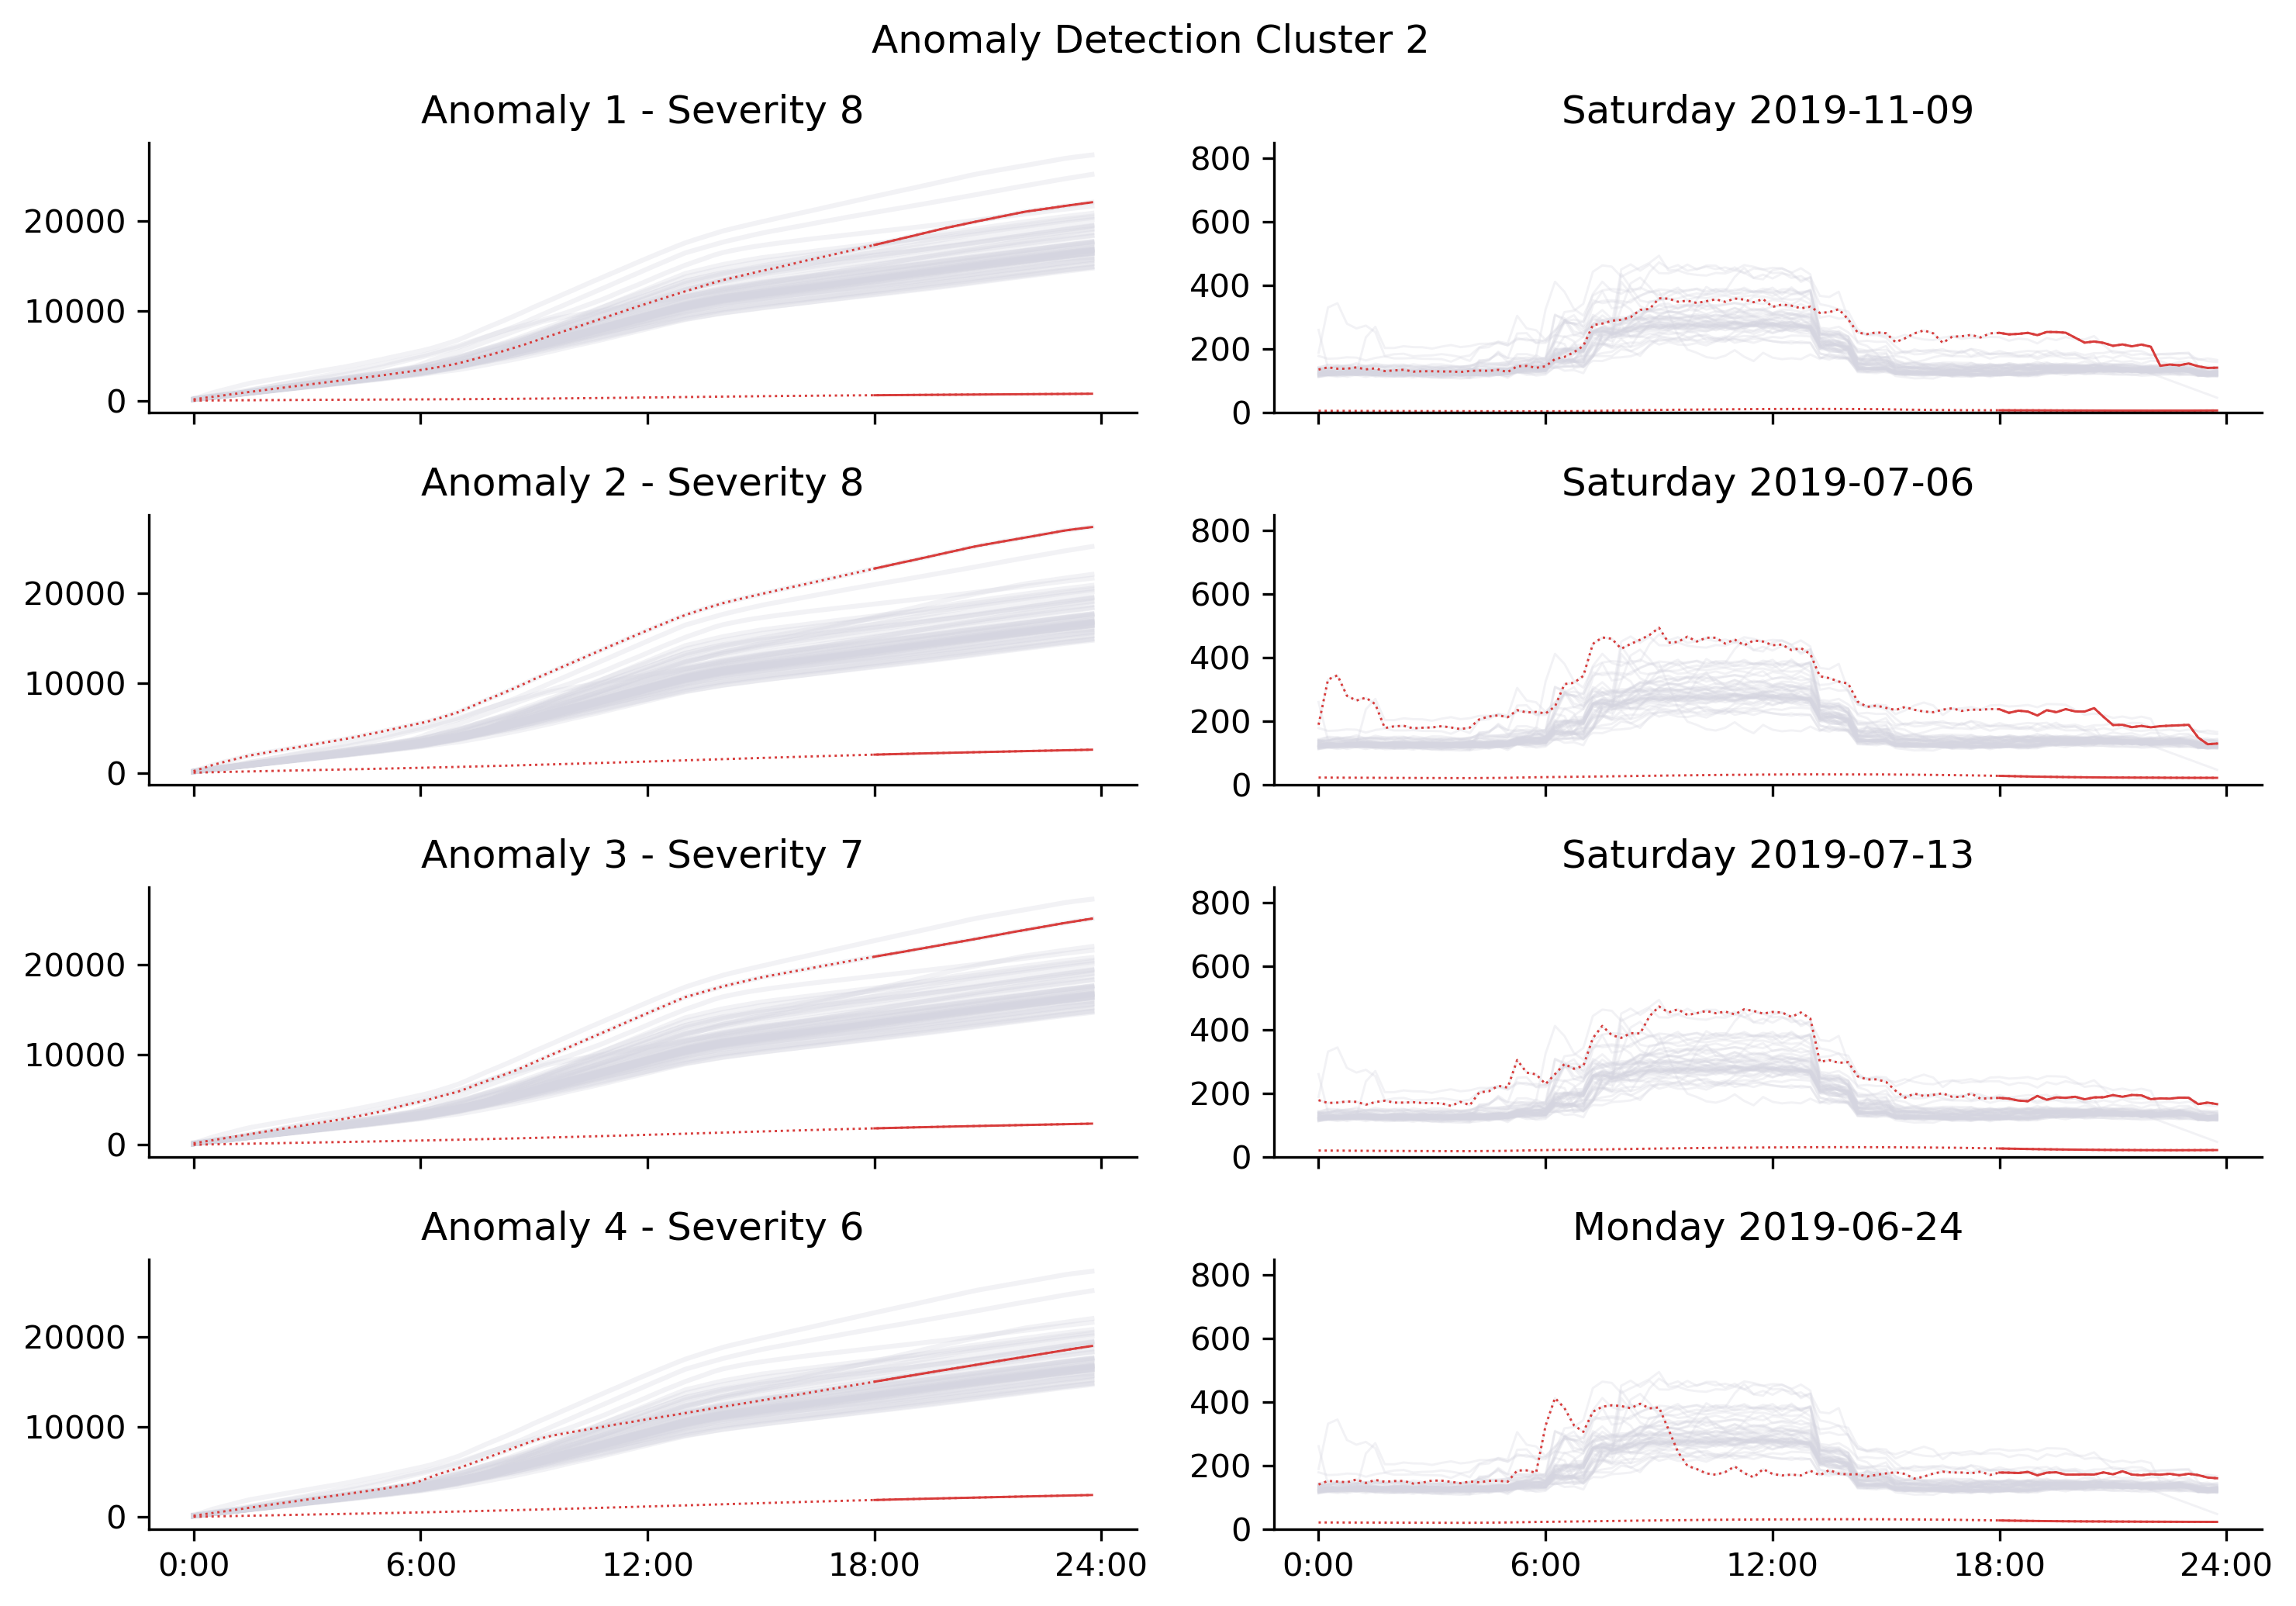 Anomaly Detection Cluster 2
Anomaly 1 - Severity 8
20000
10000
0
Saturday 2019-11-09
800
600
400
200
0
Anomaly 2 - Severity 8
20000
10000
0
Saturday 2019-07-06
800
600
400
200
0
Anomaly 3 - Severity 7
20000
10000
0
Saturday 2019-07-13
800
600
400
200
0
Anomaly 4 - Severity 6
20000
10000
0
0:00 6:00 12:00 18:00 24:00
Monday 2019-06-24
800
600
400
200
0
0:00 6:00 12:00 18:00 24:00